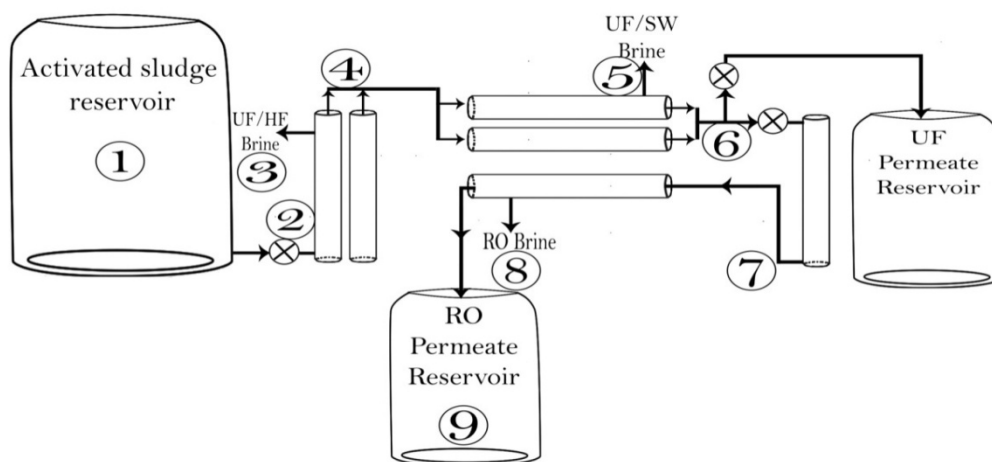 Activated sludge
reservoir
1
2
UF/HF
Brine
3
4
UF/SW
Brine
5
6
UF
Permeate
Reservoir
7
RO Brine
8
RO
Permeate
Reservoir
9